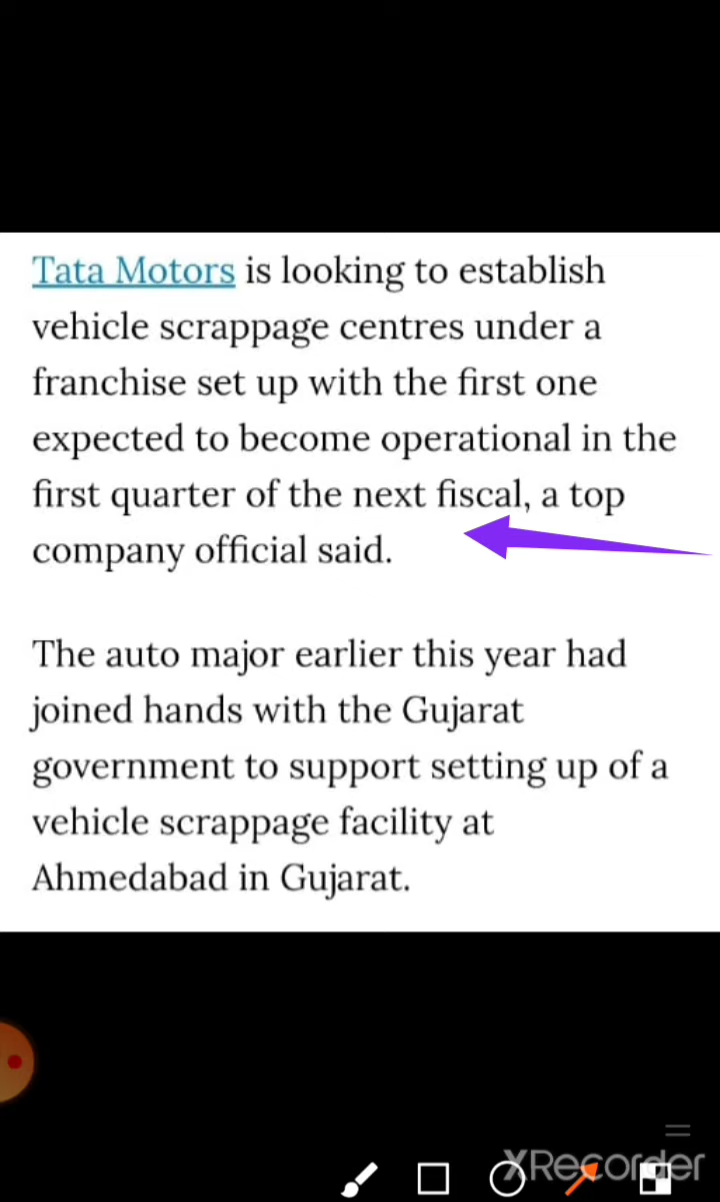 Tata Motors is looking to establish
vehicle scrappage centres under a
franchise set up with the first one
expected to become operational in the
first quarter of the next fiscal, a top
company official said.
The auto major earlier this year had
joined hands with the Gujarat
government to support setting up of a
vehicle scrappage facility at
Ahmedabad in Gujarat.
XRecorder